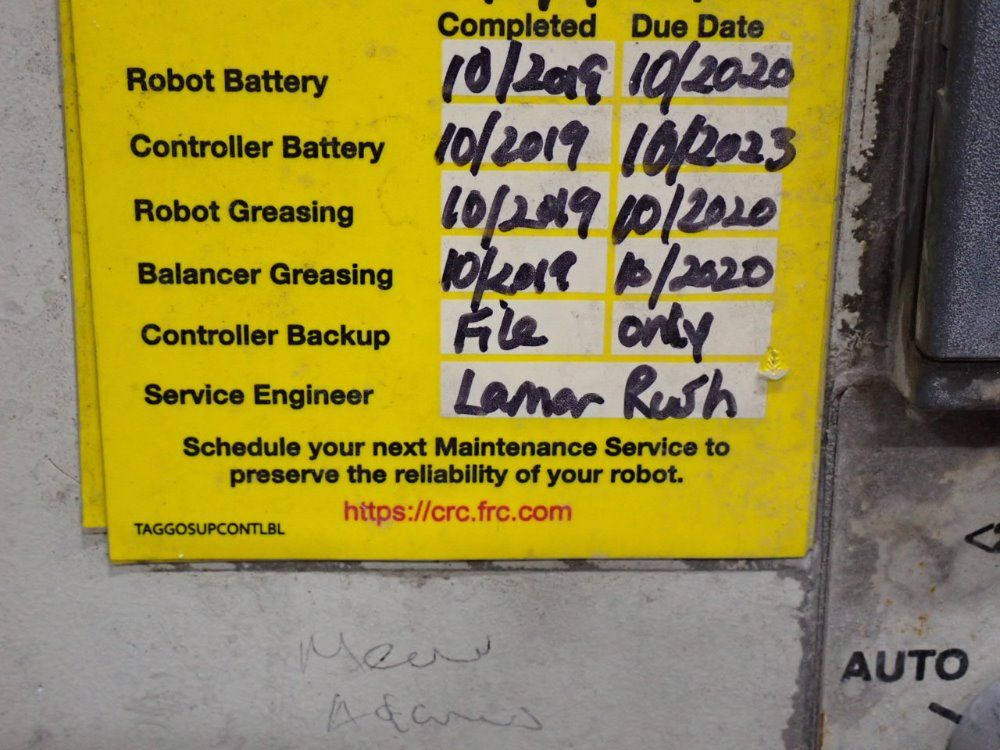 Completed Due Date
Robot Battery 10/2019 10/2020
Controller Battery 10/2019 10/2023
Robot Greasing 10/2019 10/2020
Balancer Greasing 10/2019 10/2020
Controller Backup File only
Service Engineer Lamar Rush
Schedule your next Maintenance Service to
preserve the reliability of your robot.
https://crc.frc.com
TAGGOSUPCONTLBL
AUTO